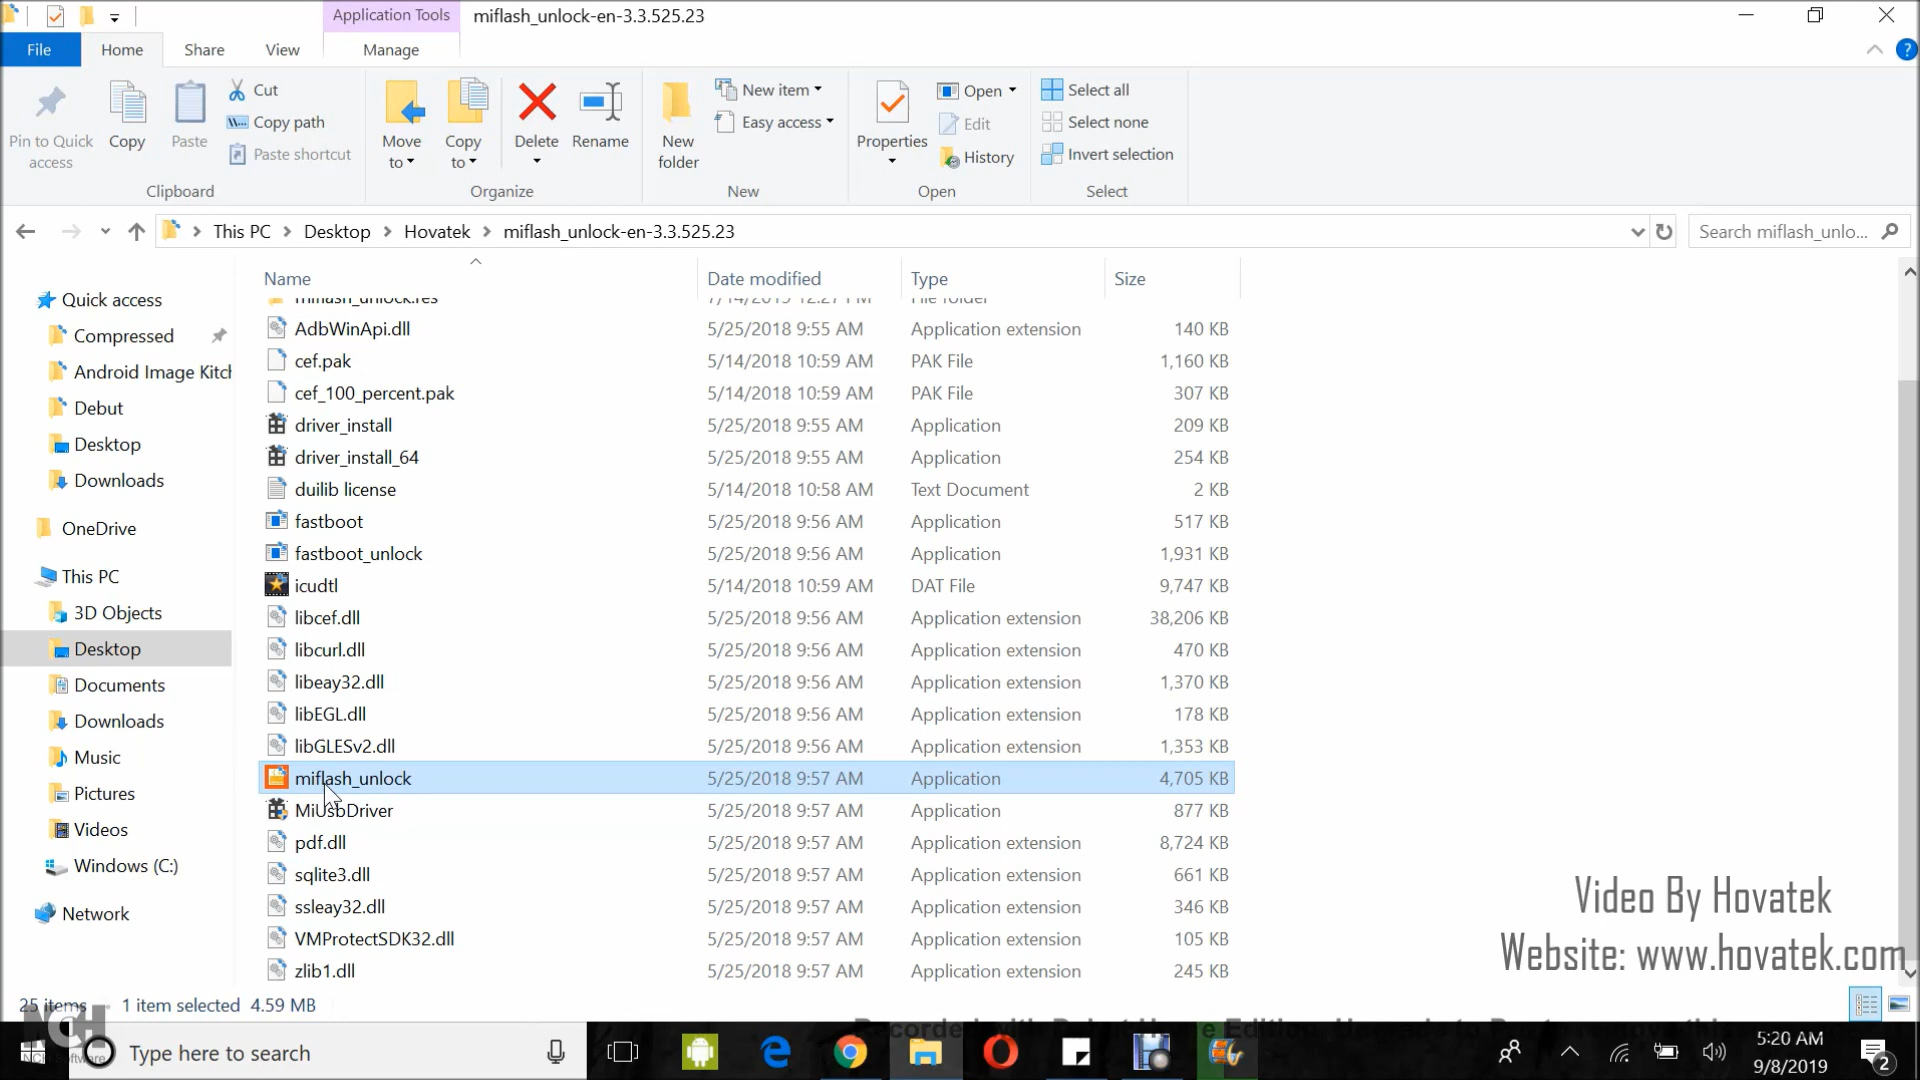 Application Tools
miflash_unlock-en-3.3.525.23
File
Home
Share
View
Manage
Pin to Quick access
Copy
Paste
Cut
Copy path
Paste shortcut
Move to
Copy to
Delete
Rename
New folder
New item
Easy access
Properties
Open
Edit
History
Select all
Select none
Invert selection
Clipboard
Organize
New
Open
Select
This PC
Desktop
Hovatek
miflash_unlock-en-3.3.525.23
Search miflash_unlo...
Name
Date modified
Type
Size
Quick access
Compressed
Android Image Kitch
Debut
Desktop
Downloads
OneDrive
This PC
3D Objects
Desktop
Documents
Downloads
Music
Pictures
Videos
Windows (C:)
Network
miflash_unlock.res 7/14/2019 12:27 PM File folder
AdbWinApi.dll 5/25/2018 9:55 AM Application extension 140 KB
cef.pak 5/14/2018 10:59 AM PAK File 1,160 KB
cef_100_percent.pak 5/14/2018 10:59 AM PAK File 307 KB
driver_install 5/25/2018 9:55 AM Application 209 KB
driver_install_64 5/25/2018 9:55 AM Application 254 KB
duilib license 5/14/2018 10:58 AM Text Document 2 KB
fastboot 5/25/2018 9:56 AM Application 517 KB
fastboot_unlock 5/25/2018 9:56 AM Application 1,931 KB
icudtl 5/14/2018 10:59 AM DAT File 9,747 KB
libcef.dll 5/25/2018 9:56 AM Application extension 38,206 KB
libcurl.dll 5/25/2018 9:56 AM Application extension 470 KB
libeay32.dll 5/25/2018 9:56 AM Application extension 1,370 KB
libEGL.dll 5/25/2018 9:56 AM Application extension 178 KB
libGLESv2.dll 5/25/2018 9:56 AM Application extension 1,353 KB
miflash_unlock 5/25/2018 9:57 AM Application 4,705 KB
MiUsbDriver 5/25/2018 9:57 AM Application 877 KB
pdf.dll 5/25/2018 9:57 AM Application extension 8,724 KB
sqlite3.dll 5/25/2018 9:57 AM Application extension 661 KB
ssleay32.dll 5/25/2018 9:57 AM Application extension 346 KB
VMProtectSDK32.dll 5/25/2018 9:57 AM Application extension 105 KB
zlib1.dll 5/25/2018 9:57 AM Application extension 245 KB
Video By Hovatek
Website: www.hovatek.com
25 items
1 item selected 4.59 MB
NCH
Software
Type here to search
5:20 AM
9/8/2019
2